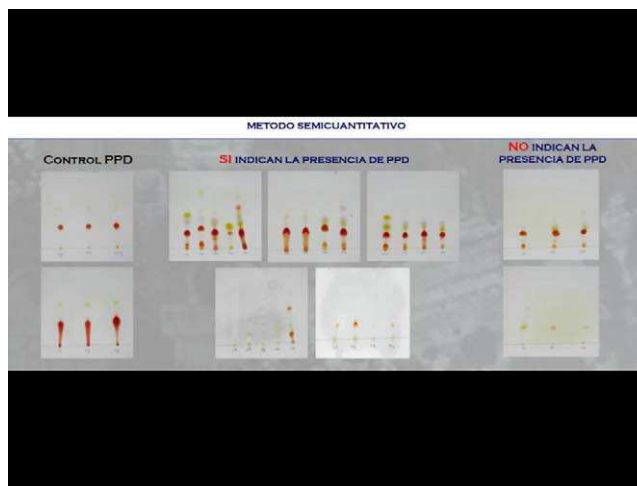 METODO SEMICUANTITATIVO
CONTROL PPD
SI INDICAN LA PRESENCIA DE PPD
NO INDICAN LA
PRESENCIA DE PPD